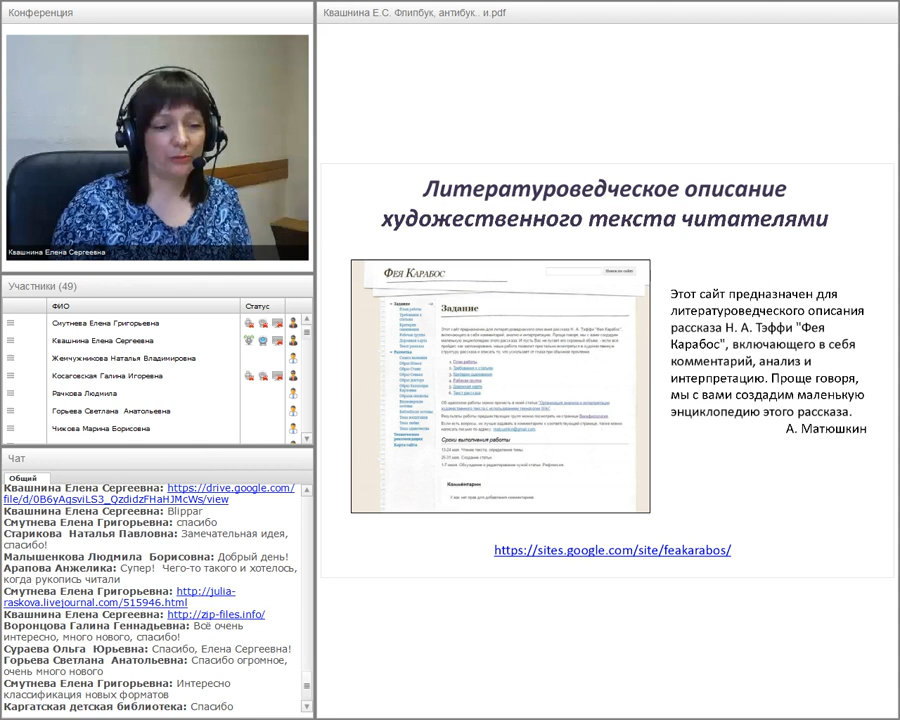 Конференция
Квашнина Елена Сергеевна
Участники (49)
ФИО
Статус
Смутнева Елена Григорьевна
Квашнина Елена Сергеевна
Жемчужникова Наталья Владимировна
Косаговская Галина Игоревна
Рачкова Людмила
Горьева Светлана Анатольевна
Чикова Марина Борисовна
Чат
Общий
Квашнина Елена Сергеевна: https://drive.google.com/
file/d/0B6yAqsviLS3_QzdidzFHaHJMcWs/view
Квашнина Елена Сергеевна: Blippar
Смутнева Елена Григорьевна: спасибо
Старикова Наталья Павловна: Замечательная идея,
спасибо!
Малышенкова Людмила Борисовна: Добрый день!
Арапова Анжелика: Супер! Чего-то такого и хотелось,
когда рукопись читали
Смутнева Елена Григорьевна: http://julia-
raskova.livejournal.com/515946.html
Квашнина Елена Сергеевна: http://zip-files.info/
Воронцова Галина Геннадьевна: Всё очень
интересно, много нового, спасибо!
Сураева Ольга Юрьевна: Спасибо, Елена Сергеевна!
Горьева Светлана Анатольевна: Спасибо огромное,
очень много нового
Смутнева Елена Григорьевна: Интересно
классификация новых форматов
Каргатская детская библиотека: Спасибо
Квашнина Е.С. Флипбук, антибук.. и.pdf
Литературоведческое описание
художественного текста читателями
Фея Карабос
Задание
Сроки выполнения работы
Комментарии
Этот сайт предназначен для
литературоведческого описания
рассказа Н. А. Тэффи "Фея
Карабос", включающего в себя
комментарий, анализ и
интерпретацию. Проще говоря,
мы с вами создадим маленькую
энциклопедию этого рассказа.
А. Матюшкин
https://sites.google.com/site/feakarabos/